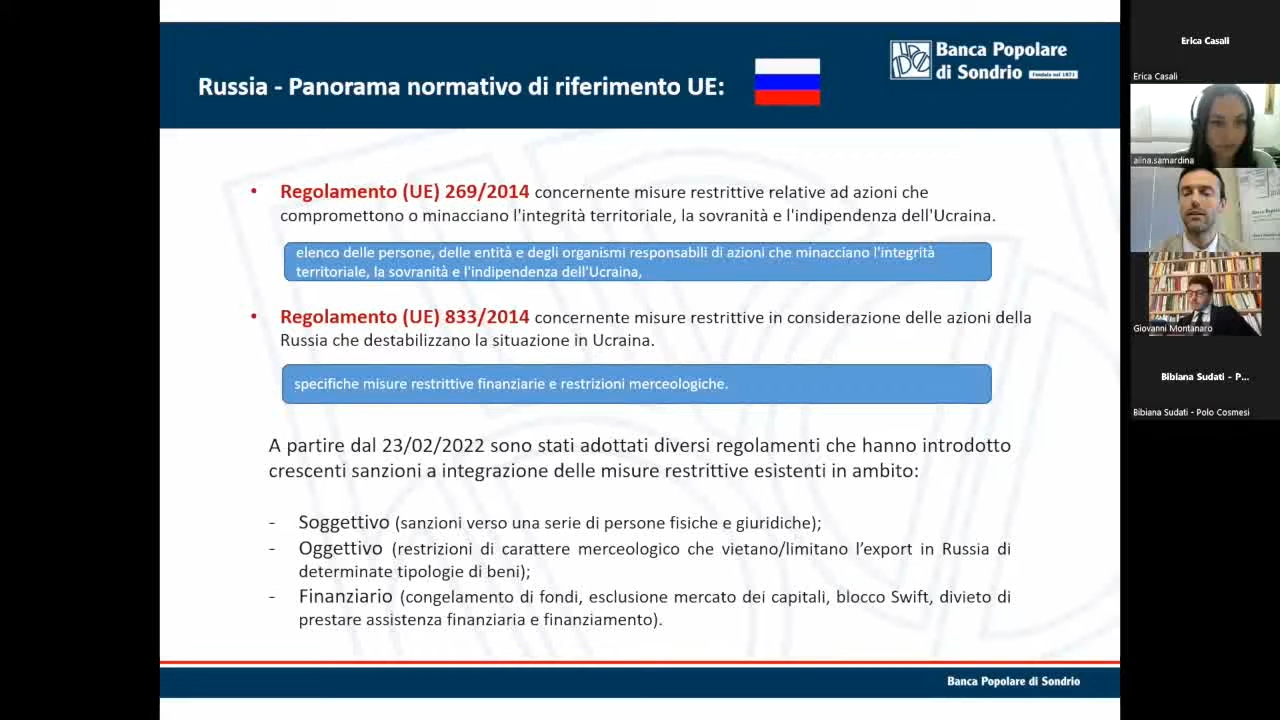 Russia - Panorama normativo di riferimento UE:
Banca Popolare
di Sondrio Fondata nel 1871
• Regolamento (UE) 269/2014 concernente misure restrittive relative ad azioni che
compromettono o minacciano l'integrità territoriale, la sovranità e l'indipendenza dell'Ucraina.
elenco delle persone, delle entità e degli organismi responsabili di azioni che minacciano l'integrità
territoriale, la sovranità e l'indipendenza dell'Ucraina,
• Regolamento (UE) 833/2014 concernente misure restrittive in considerazione delle azioni della
Russia che destabilizzano la situazione in Ucraina.
specifiche misure restrittive finanziarie e restrizioni merceologiche.
A partire dal 23/02/2022 sono stati adottati diversi regolamenti che hanno introdotto
crescenti sanzioni a integrazione delle misure restrittive esistenti in ambito:
- Soggettivo (sanzioni verso una serie di persone fisiche e giuridiche);
- Oggettivo (restrizioni di carattere merceologico che vietano/limitano l’export in Russia di
determinate tipologie di beni);
- Finanziario (congelamento di fondi, esclusione mercato dei capitali, blocco Swift, divieto di
prestare assistenza finanziaria e finanziamento).
Banca Popolare di Sondrio
Erica Casali
Erica Casali
alina.samardina
Giovanni Montanaro
Bibiana Sudati - P...
Bibiana Sudati - Polo Cosmesi